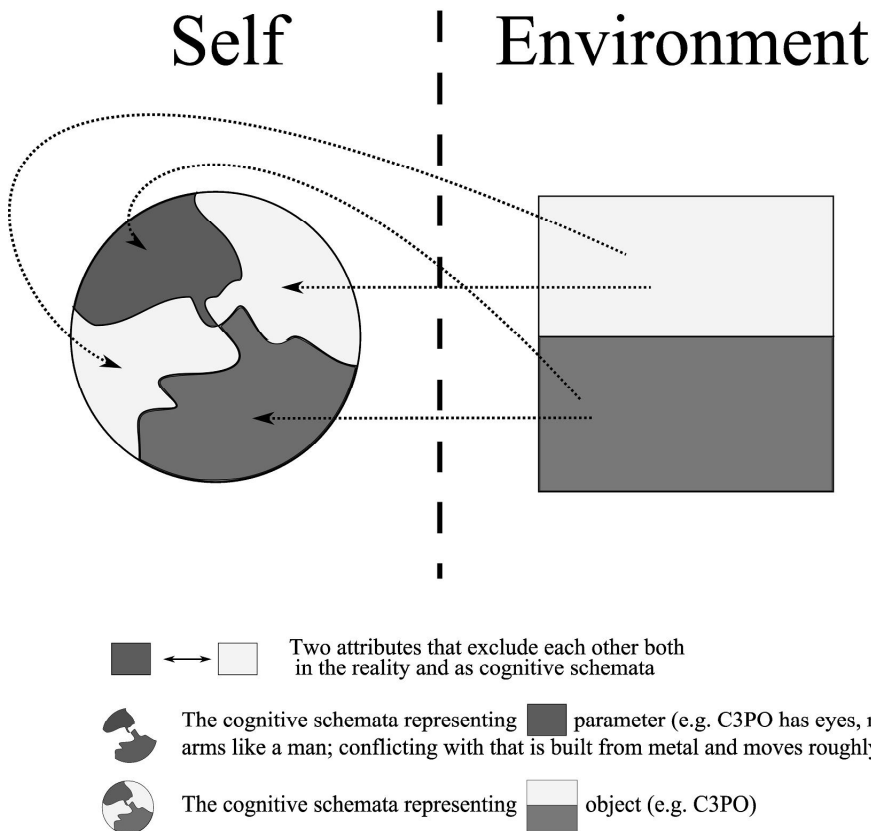 Self
Environment
Two attributes that exclude each other both
in the reality and as cognitive schemata
The cognitive schemata representing parameter (e.g. C3PO has eyes,
arms like a man; conflicting with that is built from metal and moves roughly
The cognitive schemata representing object (e.g. C3PO)